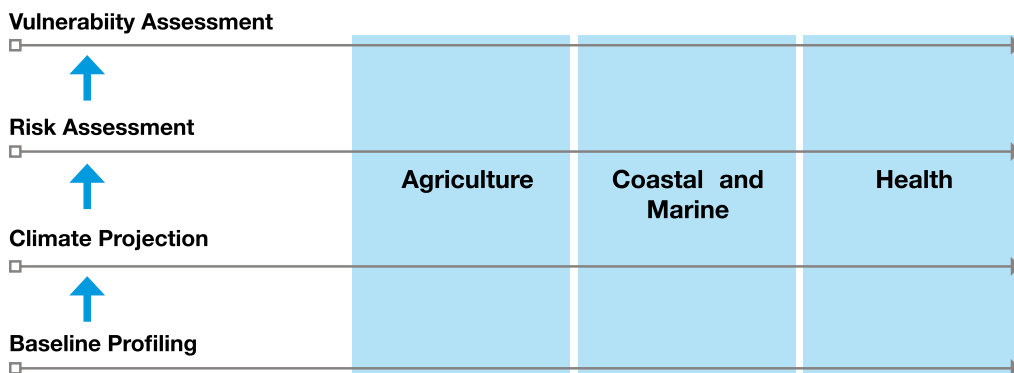 Vulnerabiity Assessment
Risk Assessment
Agriculture
Coastal and
Marine
Health
Climate Projection
Baseline Profiling